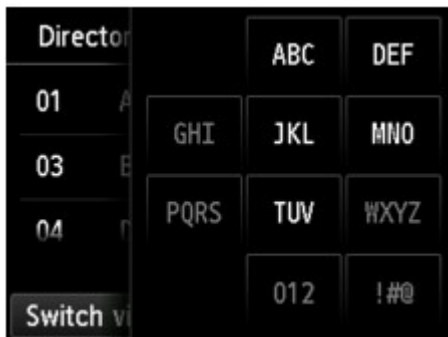 Director
ABC DEF
01 A
GHI JKL MNO
03 B
PQRS TUV WXYZ
04 D
012 !#@
Switch vi